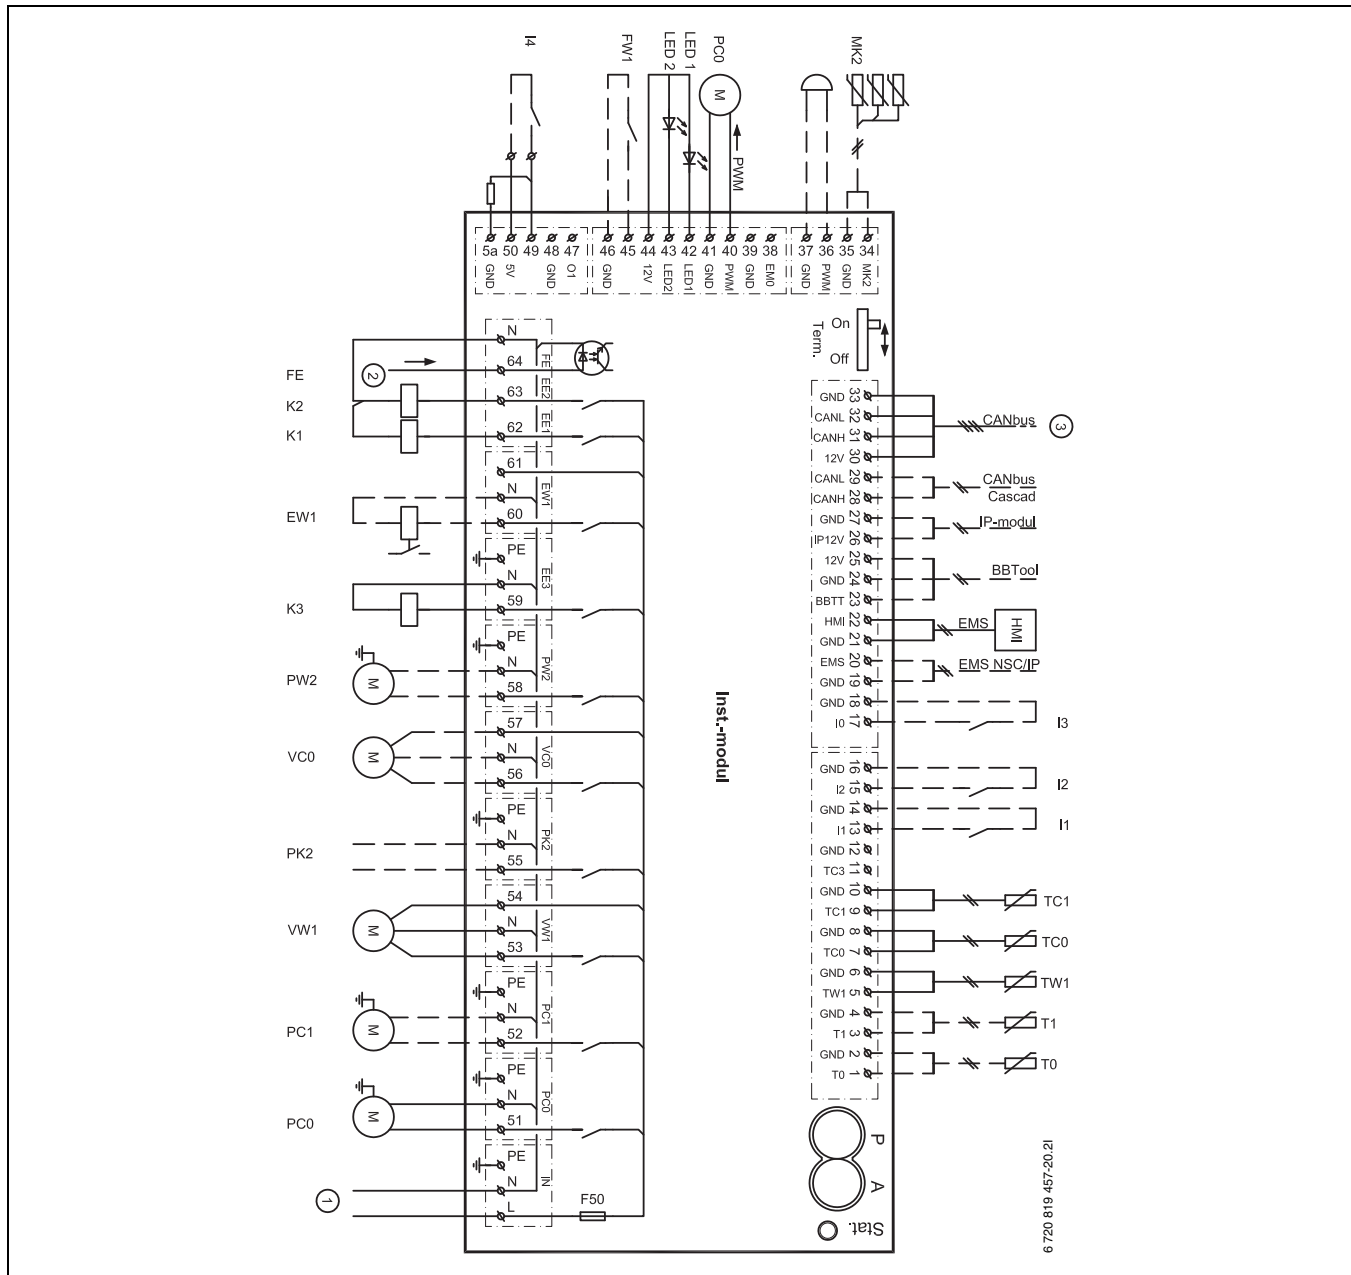 I4
FW1
LED 2
LED 1
PC0
M
PWM
MK2
5a
50
49
48
47
46
45
44
43
42
41
40
39
38
37
36
35
34
GND
5V
GND
O1
GND
12V
LED2
LED1
GND
PWM
GND
EM0
GND
PWM
GND
MK2
Term.
On
Off
FE
2
N
64
FE
K2
63
EE2
K1
62
EE1
61
N
EW1
EW1
60
PE
N
EE3
K3
59
PE
N
PW2
PW2
M
58
57
VC0
M
N
VC0
56
PE
N
PK2
PK2
55
54
VW1
M
N
VW1
53
PE
N
PC1
PC1
M
52
PE
N
PC0
PC0
M
51
PE
N
IN
1
L
F50
Inst.-modul
GND 33
CANL 32
CANH 31
12V 30
CANbus
3
CANL 29
CANH 28
CANbus
Cascad
GND 27
IP12V 26
IP-modul
12V 25
GND 24
BBTT 23
BBTool
HMI 22
GND 21
EMS
HMI
EMS 20
GND 19
EMS NSC/IP
GND 18
I0 17
I3
GND 16
I2 15
I2
GND 14
I1 13
I1
GND 12
TC3 11
GND 10
TC1 9
TC1
GND 8
TC0 7
TC0
GND 6
TW1 5
TW1
GND 4
T1 3
T1
GND 2
T0 1
T0
P
A
Stat.
6 720 819 457-20.2I